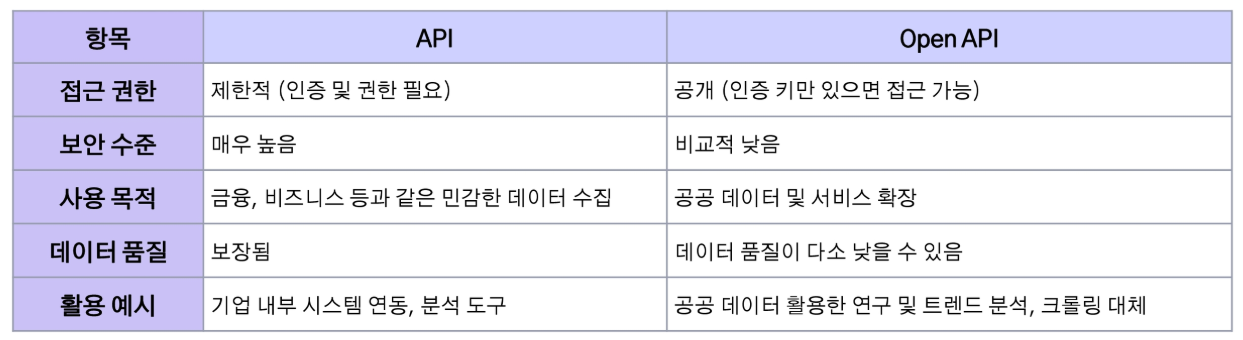 항목 API Open API
접근 권한 제한적 (인증 및 권한 필요) 공개 (인증 키만 있으면 접근 가능)
보안 수준 매우 높음 비교적 낮음
사용 목적 금융, 비즈니스 등과 같은 민감한 데이터 수집 공공 데이터 및 서비스 확장
데이터 품질 보장됨 데이터 품질이 다소 낮을 수 있음
활용 예시 기업 내부 시스템 연동, 분석 도구 공공 데이터 활용한 연구 및 트렌드 분석, 크롤링 대체